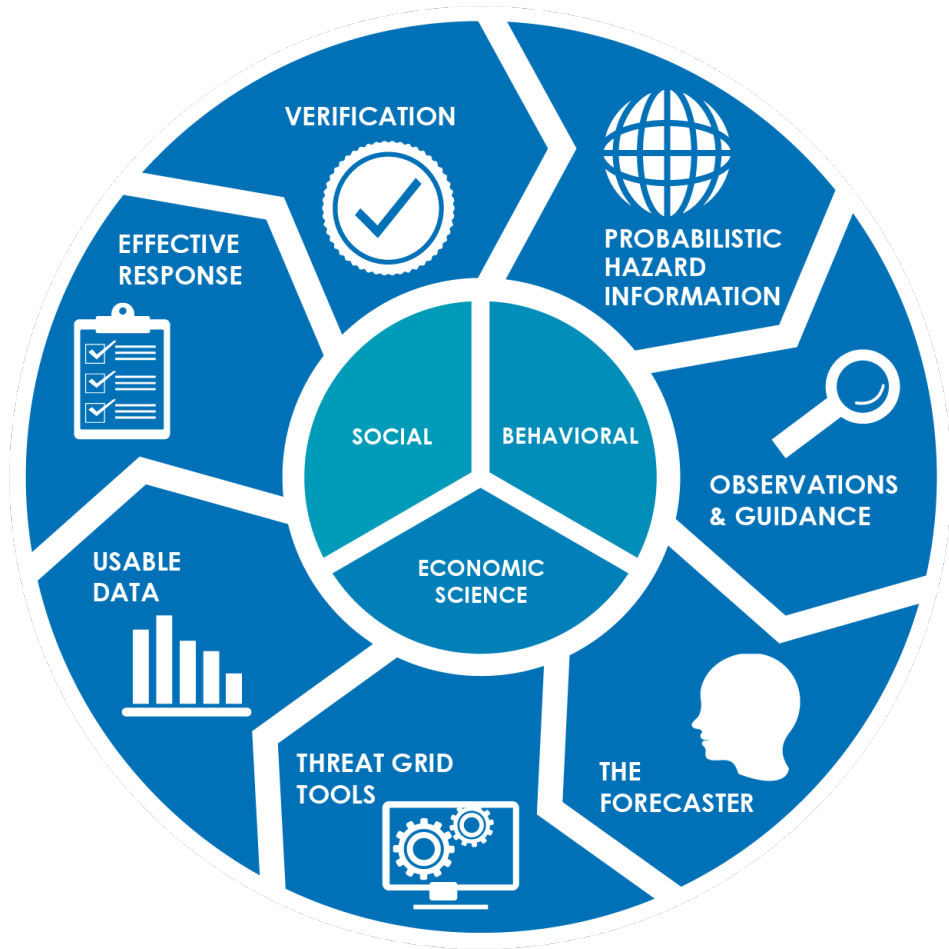 VERIFICATION
PROBABILISTIC
HAZARD
INFORMATION
EFFECTIVE
RESPONSE
SOCIAL
BEHAVIORAL
OBSERVATIONS
& GUIDANCE
ECONOMIC
SCIENCE
USABLE
DATA
THREAT GRID
TOOLS
THE
FORECASTER